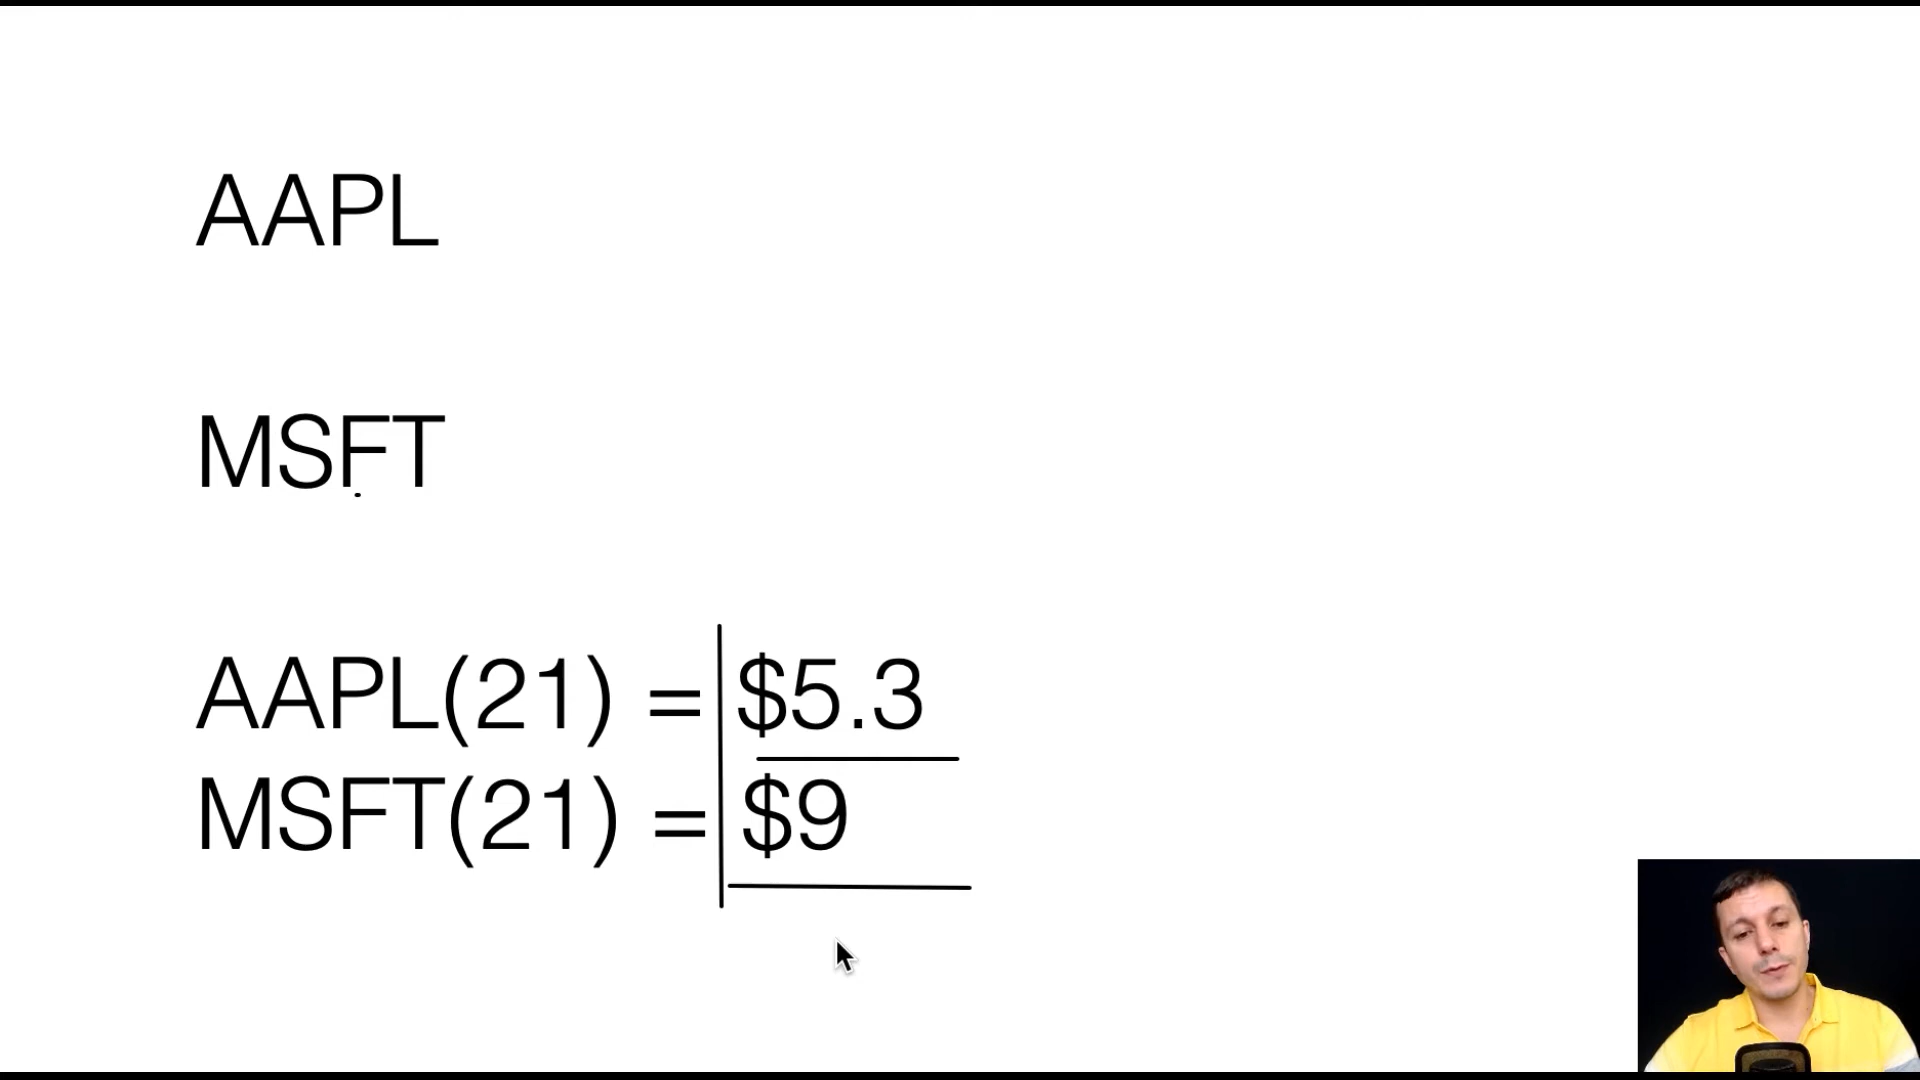 AAPL
MSFT
AAPL(21) = $5.3
MSFT(21) = $9